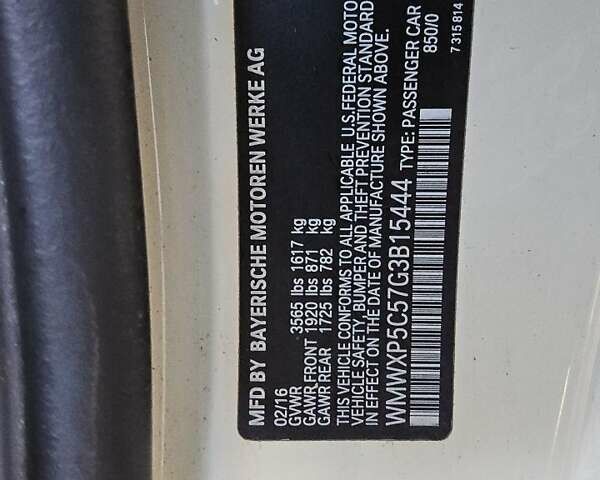 MFD BY BAYERISCHE MOTOREN WERKE AG
02/16
GVWR 3565 lbs 1617 kg
GAWR FRONT 1920 lbs 871 kg
GAWR REAR 1725 lbs 782 kg
THIS VEHICLE CONFORMS TO ALL APPLICABLE U.S.FEDERAL MOTO
VEHICLE SAFETY, BUMPER AND THEFT PREVENTION STANDARD
IN EFFECT ON THE DATE OF MANUFACTURE SHOWN ABOVE.
WMWXP5C57G3B15444 TYPE: PASSENGER CAR
850/0
7 315 814